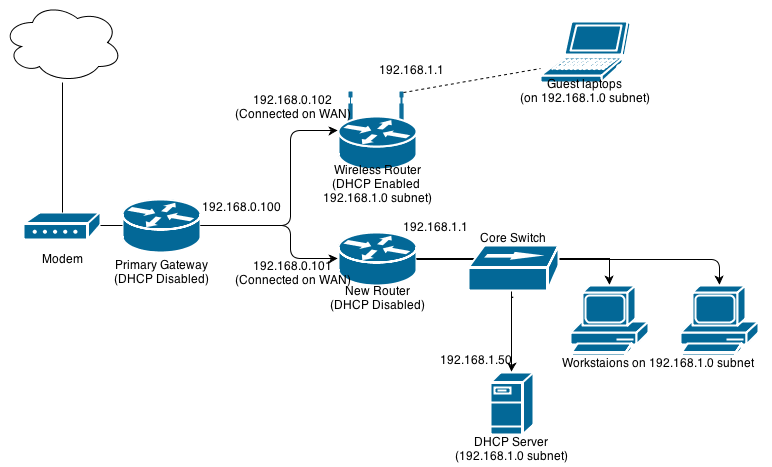 192.168.1.1
Guest laptops
(on 192.168.1.0 subnet)
192.168.0.102
(Connected on WAN)
Wireless Router
(DHCP Enabled
192.168.1.0 subnet)
192.168.0.100
Modem
Primary Gateway
(DHCP Disabled)
192.168.0.101
(Connected on WAN)
192.168.1.1
New Router
(DHCP Disabled)
Core Switch
Workstaions on 192.168.1.0 subnet
192.168.1.50
DHCP Server
(192.168.1.0 subnet)